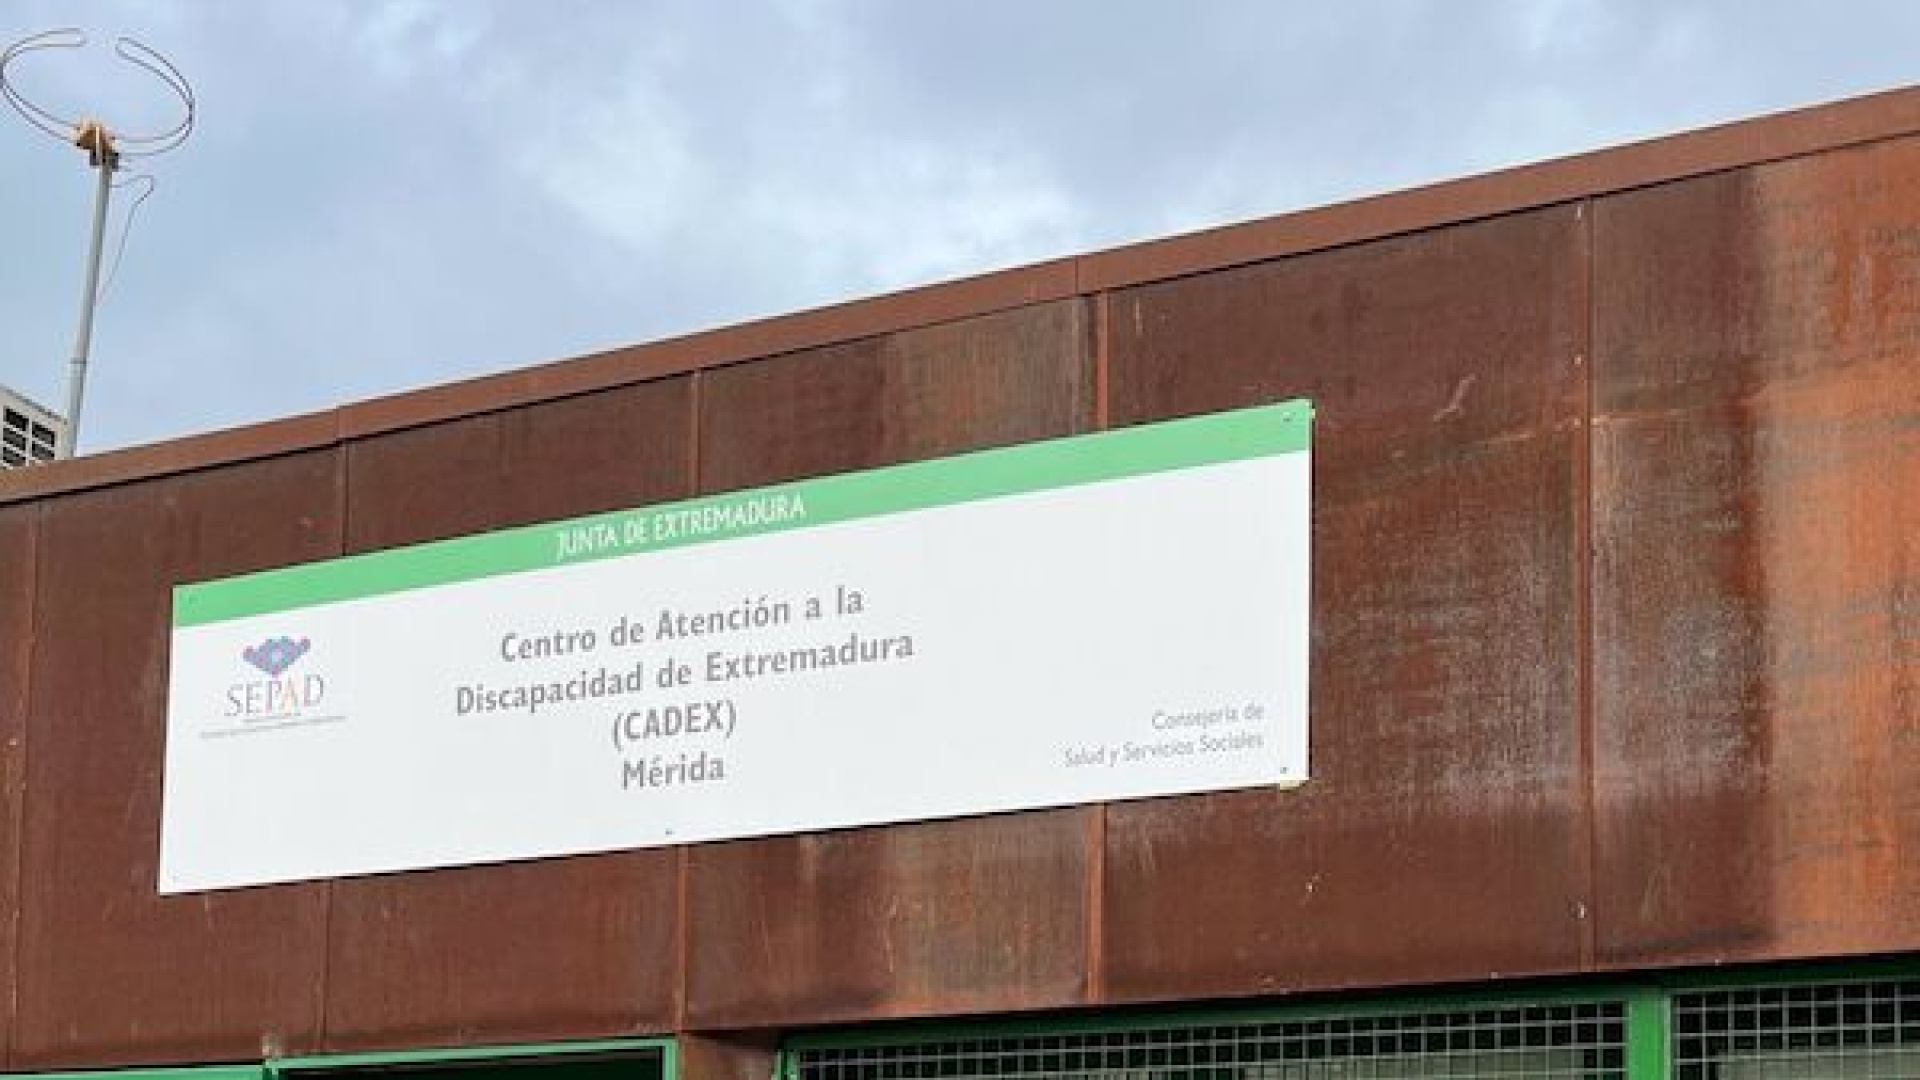 JUNTA DE EXTREMADURA
SEPAD
Centro de Atención a la
Discapacidad de Extremadura
(CADEX)
Mérida
Consejería de
Salud y Servicios Sociales